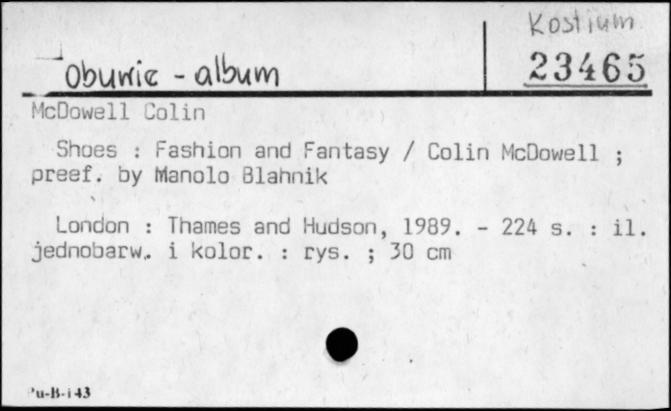 Kostium
23465
Obuwie - album
McDowell Colin
Shoes : Fashion and Fantasy / Colin McDowell ;
preef. by Manolo Blahnik
London : Thames and Hudson, 1989. - 224 s. : il.
jednobarw. i kolor. : rys. ; 30 cm
Pu-B-i 43